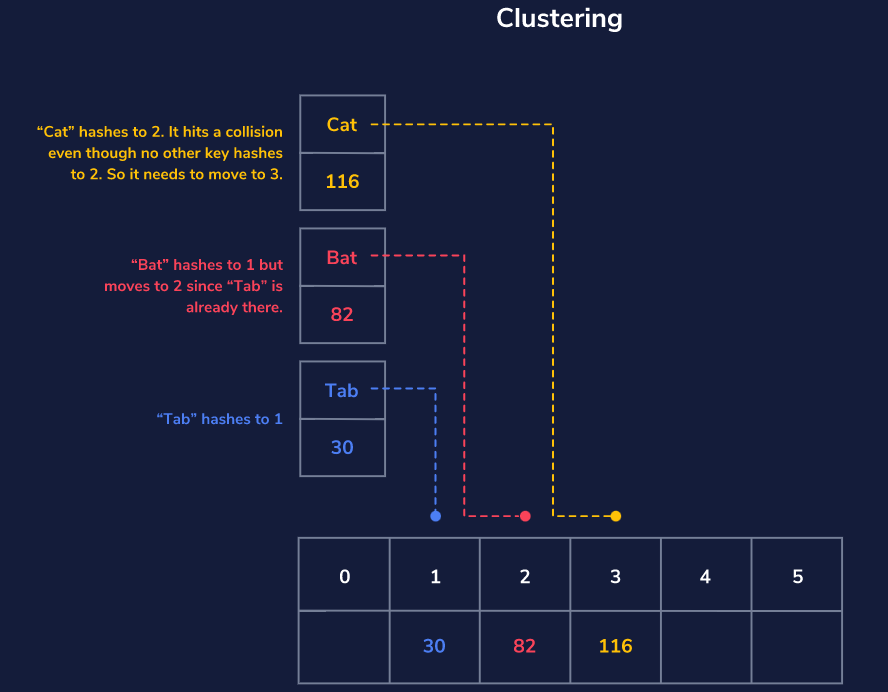 Clustering
“Cat” hashes to 2. It hits a collision
even though no other key hashes
to 2. So it needs to move to 3.
Cat
116
“Bat” hashes to 1 but
moves to 2 since “Tab” is
already there.
Bat
82
“Tab” hashes to 1
Tab
30
0 1 2 3 4 5
30 82 116